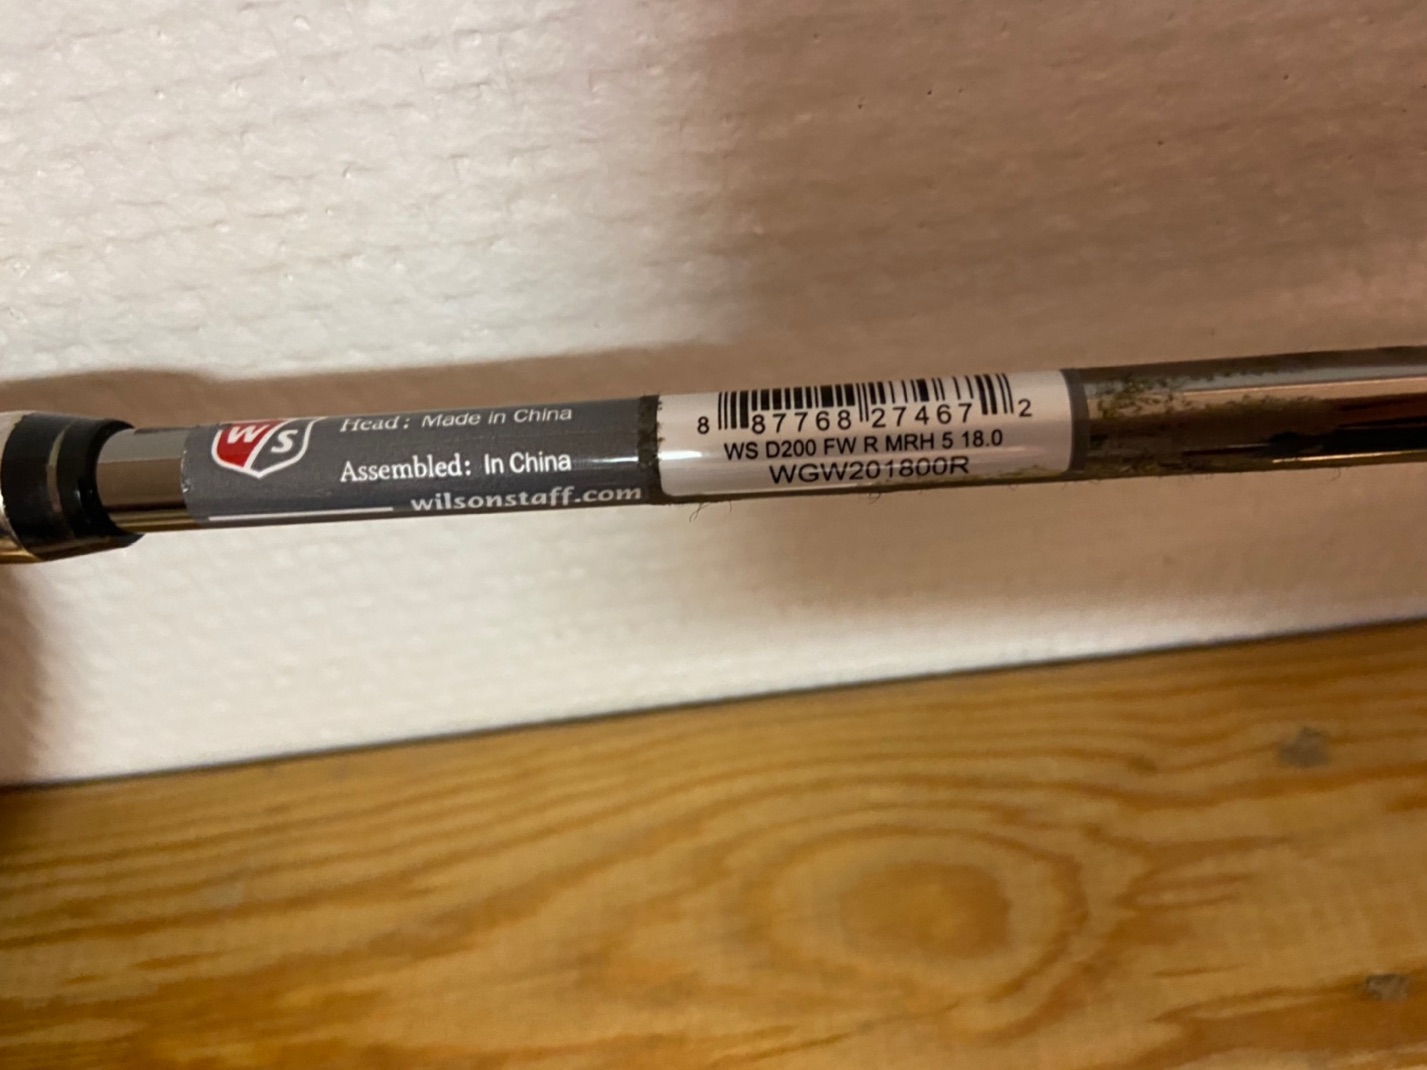 WS
Head: Made in China
Assembled: In China
wilsonstaff.com
8 87768 27467 2
WS D200 FW R MRH 5 18.0
WGW201800R